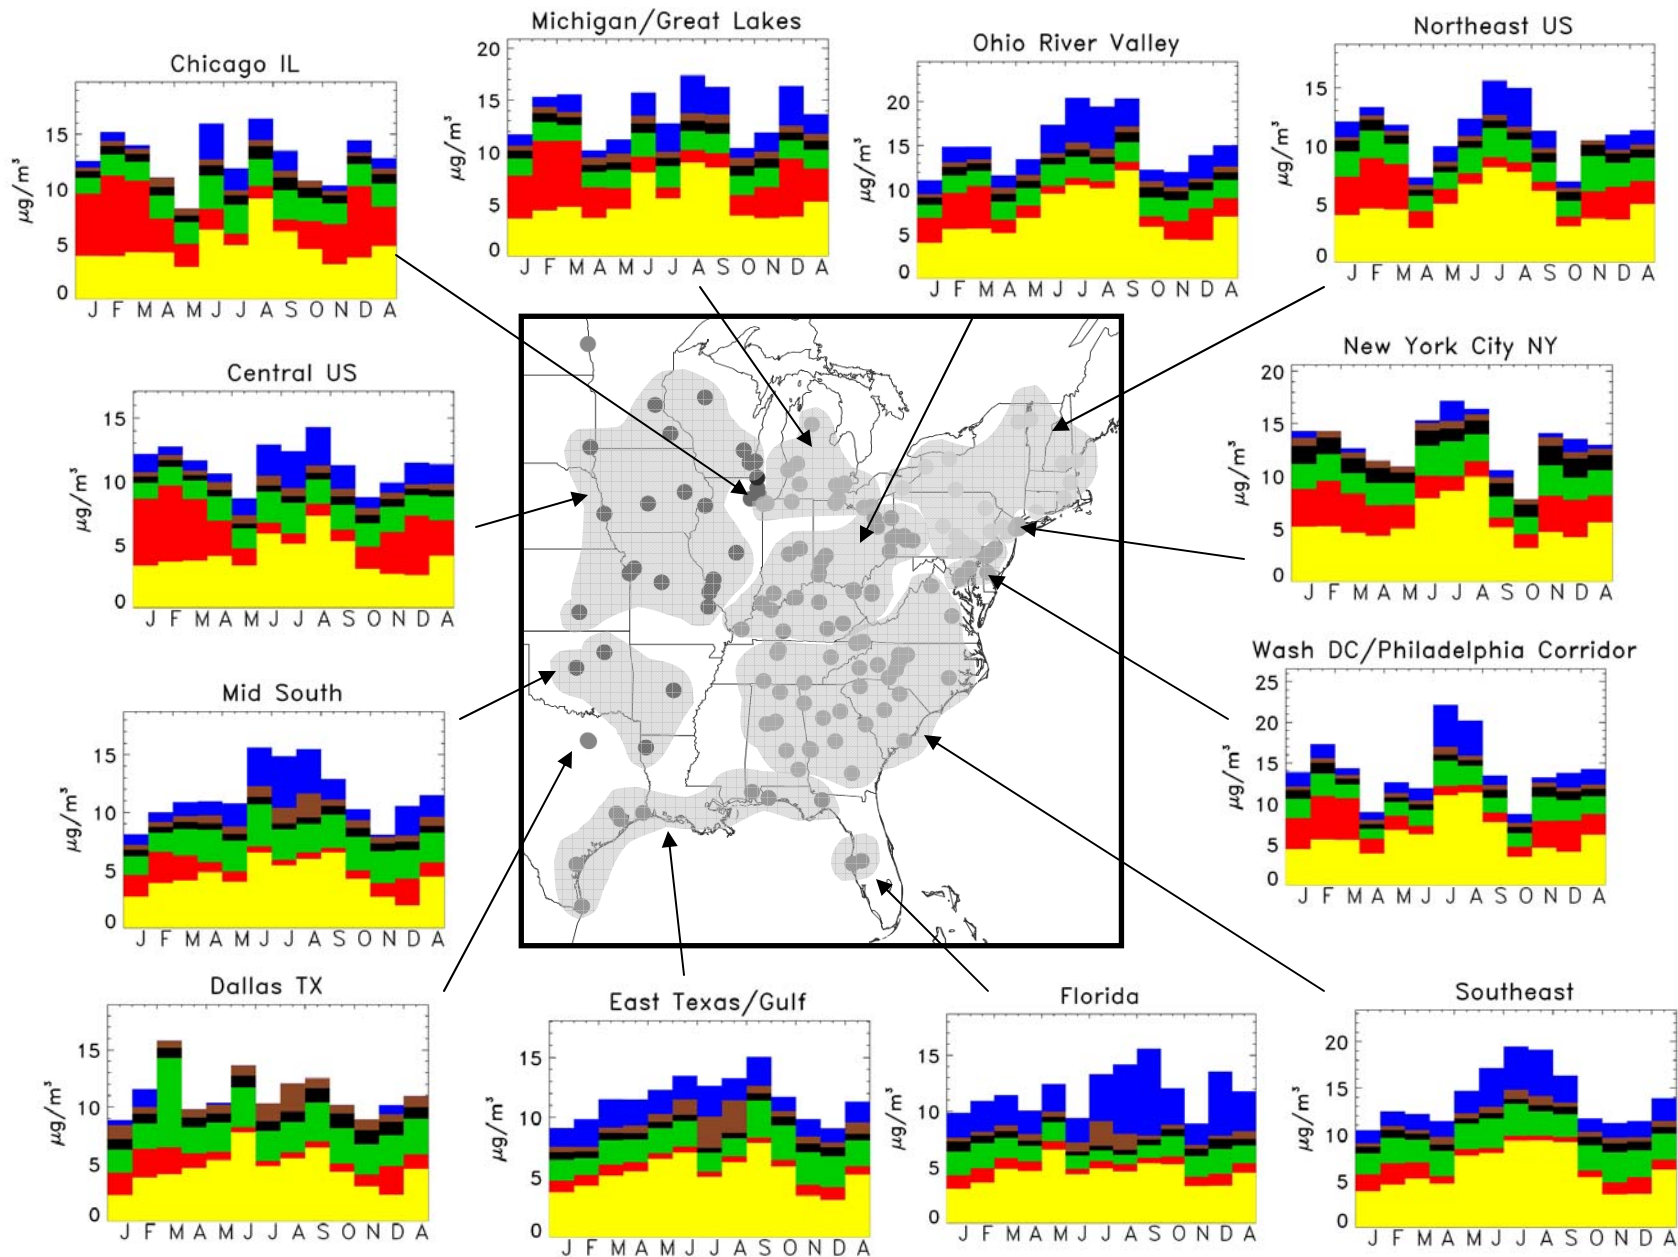 Michigan/Great Lakes
20
15
10
5
0
μg/m³
J F M A M J J A S O N D A
Ohio River Valley
20
15
10
5
0
μg/m³
J F M A M J J A S O N D A
Northeast US
15
10
5
0
μg/m³
J F M A M J J A S O N D A
Chicago IL
15
10
5
0
μg/m³
J F M A M J J A S O N D A
Central US
15
10
5
0
μg/m³
J F M A M J J A S O N D A
New York City NY
20
15
10
5
0
μg/m³
J F M A M J J A S O N D A
Mid South
15
10
5
0
μg/m³
J F M A M J J A S O N D A
Wash DC/Philadelphia Corridor
25
20
15
10
5
0
μg/m³
J F M A M J J A S O N D A
Dallas TX
15
10
5
0
μg/m³
J F M A M J J A S O N D A
East Texas/Gulf
15
10
5
0
μg/m³
J F M A M J J A S O N D A
Florida
15
10
5
0
μg/m³
J F M A M J J A S O N D A
Southeast
20
15
10
5
0
μg/m³
J F M A M J J A S O N D A